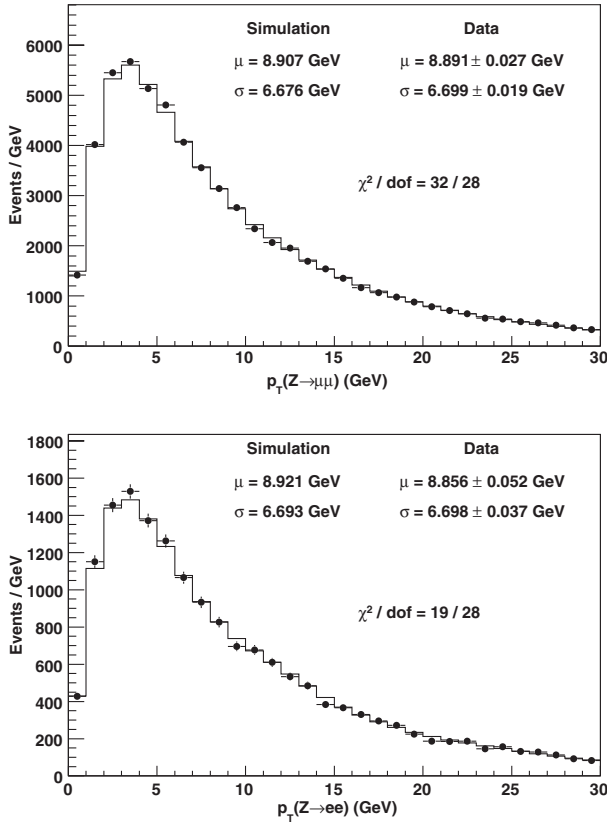 Simulation Data
μ = 8.907 GeV μ = 8.891 ± 0.027 GeV
σ = 6.676 GeV σ = 6.699 ± 0.019 GeV
χ² / dof = 32 / 28
Events / GeV
6000
5000
4000
3000
2000
1000
0
0 5 10 15 20 25 30
p_T(Z→μμ) (GeV)
Simulation Data
μ = 8.921 GeV μ = 8.856 ± 0.052 GeV
σ = 6.693 GeV σ = 6.698 ± 0.037 GeV
χ² / dof = 19 / 28
Events / GeV
1800
1600
1400
1200
1000
800
600
400
200
0
0 5 10 15 20 25 30
p_T(Z→ee) (GeV)